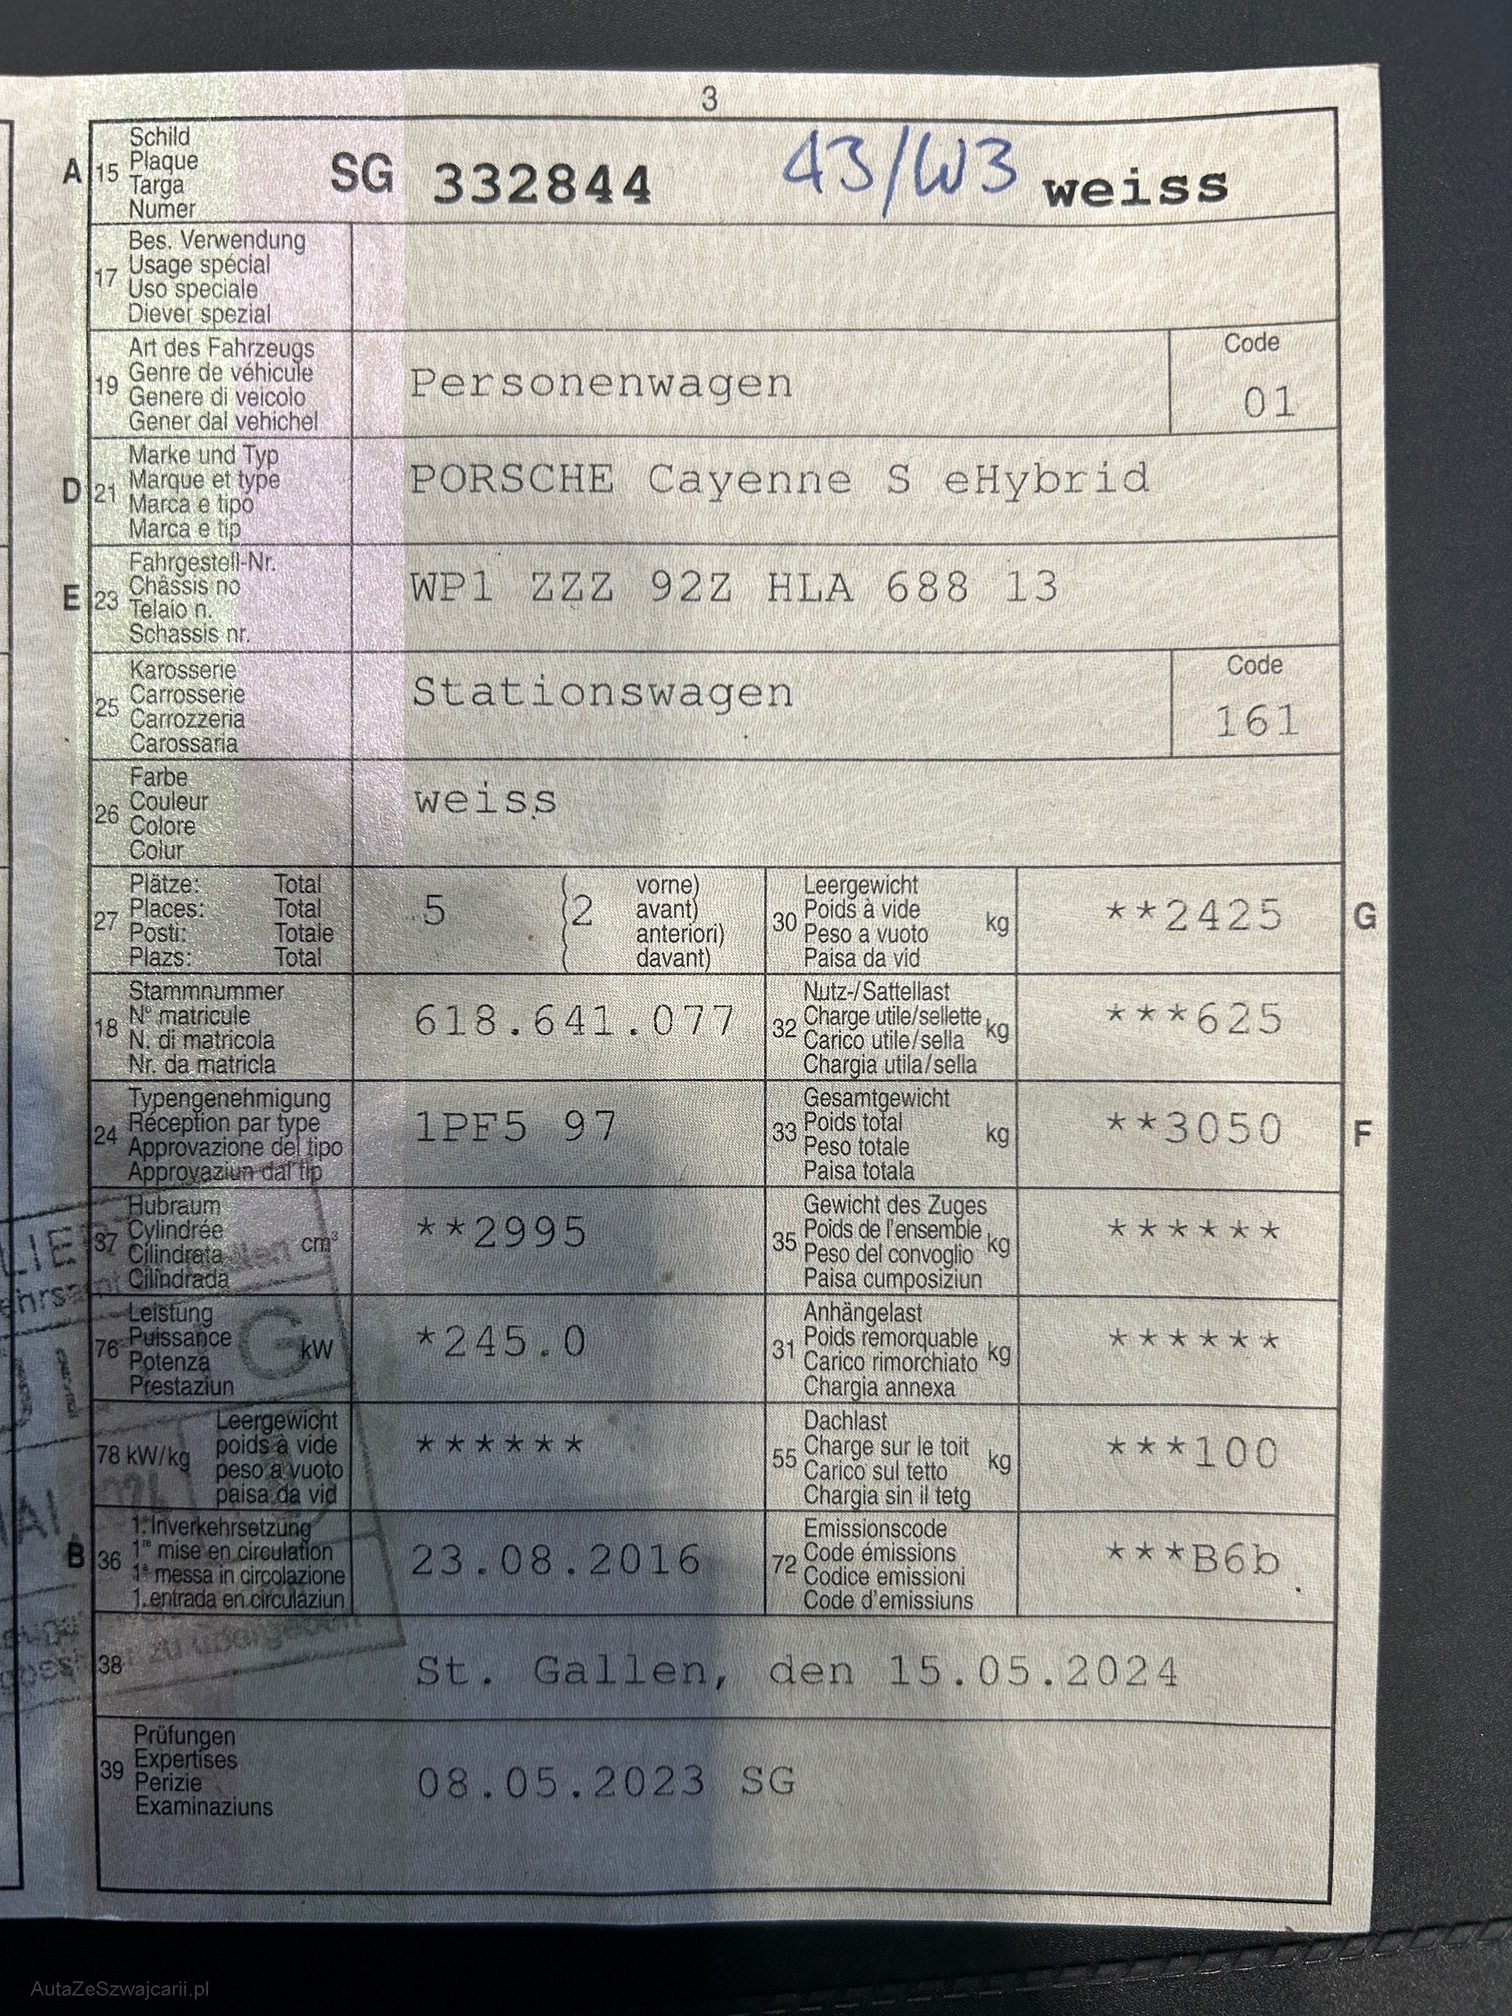 3
A 15 Schild
Plaque
Targa
Numer
SG 332844 43/W3 weiss
17 Bes. Verwendung
Usage spécial
Uso speciale
Diever spezial
19 Art des Fahrzeugs
Genre de véhicule
Genere di veicolo
Gener dal vehichel
Personenwagen
Code
01
D 21 Marke und Typ
Marque et type
Marca e tipo
Marca e tip
PORSCHE Cayenne S eHybrid
E 23 Fahrgestell-Nr.
Châssis no
Telaio n.
Schassis nr.
WP1 ZZZ 92Z HLA 688 13
25 Karosserie
Carrosserie
Carrozzeria
Carossaria
Stationswagen
Code
161
26 Farbe
Couleur
Colore
Colur
weiss
27 Plätze: Total
Places: Total
Posti: Totale
Plazs: Total
5 (2 vorne)
avant)
anteriori)
davant)
30 Leergewicht
Poids à vide
Peso a vuoto
Paisa da vid
kg
**2425
G
18 Stammnummer
N° matricule
N. di matricola
Nr. da matricla
618.641.077
32 Nutz-/Sattellast
Charge utile/sellette
Carico utile/sella
Chargia utila/sella
kg
***625
24 Typengenehmigung
Réception par type
Approvazione del tipo
Approvaziun dal tip
1PF5 97
33 Gesamtgewicht
Poids total
Peso totale
Paisa totala
kg
**3050
F
37 Hubraum
Cylindrée
Cilindrata
Cilindrada
cm³
**2995
35 Gewicht des Zuges
Poids de l'ensemble
Peso del convoglio
Paisa cumposiziun
kg
******
76 Leistung
Puissance
Potenza
Prestaziun
kW
*245.0
31 Anhängelast
Poids remorquable
Carico rimorchiato
Chargia annexa
kg
******
78 kW/kg Leergewicht
poids à vide
peso a vuoto
paisa da vid
******
55 Dachlast
Charge sur le toit
Carico sul tetto
Chargia sin il tetg
kg
***100
B 36 1. Inverkehrsetzung
1re mise en circulation
1a messa in circolazione
1. entrada en circulaziun
23.08.2016
72 Emissionscode
Code émissions
Codice emissioni
Code d'emissiuns
***B6b
38 St. Gallen, den 15.05.2024
39 Prüfungen
Expertises
Perizie
Examinaziuns
08.05.2023 SG
G
zu übergeben
AutaZeSzwajcarii.pl